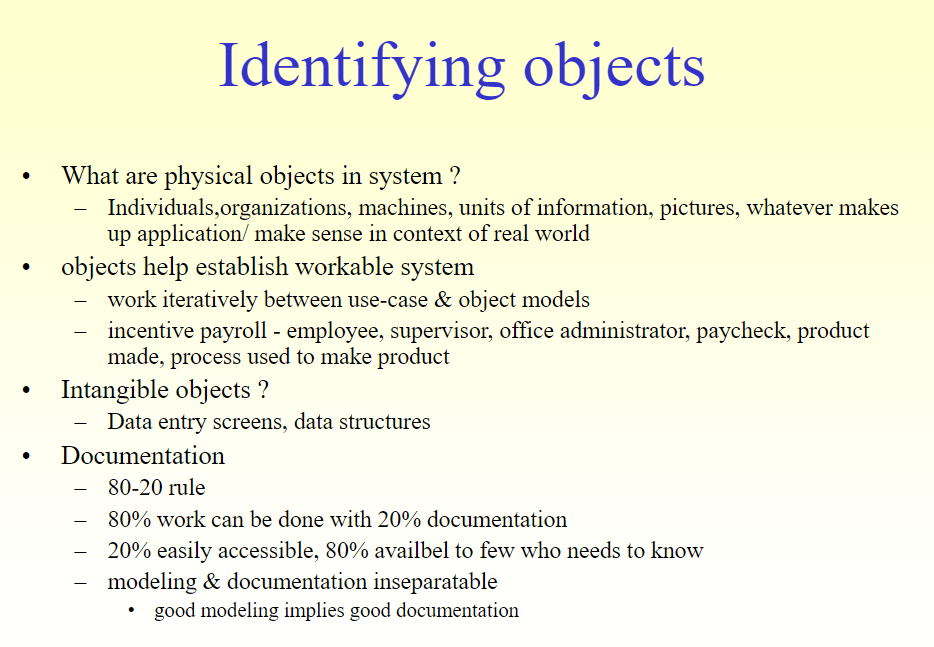 Identifying objects
• What are physical objects in system ?
– Individuals,organizations, machines, units of information, pictures, whatever makes
up application/ make sense in context of real world
• objects help establish workable system
– work iteratively between use-case & object models
– incentive payroll - employee, supervisor, office administrator, paycheck, product
made, process used to make product
• Intangible objects ?
– Data entry screens, data structures
• Documentation
– 80-20 rule
– 80% work can be done with 20% documentation
– 20% easily accessible, 80% availbel to few who needs to know
– modeling & documentation inseparatable
• good modeling implies good documentation